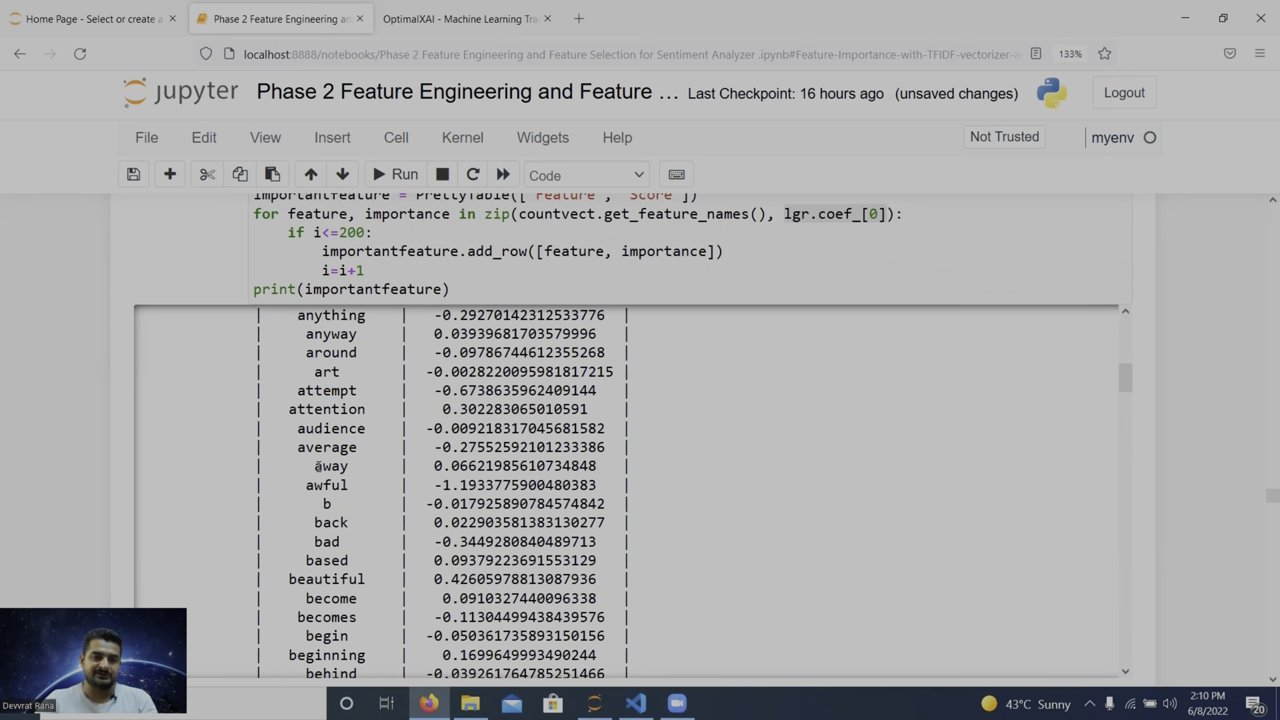 Home Page - Select or create a
Phase 2 Feature Engineering an
OptimalXAI - Machine Learning Tra
localhost:8888/notebooks/Phase 2 Feature Engineering and Feature Selection for Sentiment Analyzer .ipynb#Feature-Importance-with-TFIDF-vectorizer-a
133%
jupyter Phase 2 Feature Engineering and Feature ... Last Checkpoint: 16 hours ago (unsaved changes) Logout
File Edit View Insert Cell Kernel Widgets Help Not Trusted myenv
Run Code
importantfeature = PrettyTable(["Feature", "Score"])
for feature, importance in zip(countvect.get_feature_names(), lgr.coef_[0]):
if i<=200:
importantfeature.add_row([feature, importance])
i=i+1
print(importantfeature)
| anything | -0.29270142312533776 |
| anyway | 0.03939681703579996 |
| around | -0.09786744612355268 |
| art | -0.0028220095981817215 |
| attempt | -0.6738635962409144 |
| attention | 0.302283065010591 |
| audience | -0.009218317045681582 |
| average | -0.27552592101233386 |
| away | 0.06621985610734848 |
| awful | -1.1933775900480383 |
| b | -0.017925890784574842 |
| back | 0.022903581383130277 |
| bad | -0.3449280840489713 |
| based | 0.09379223691553129 |
| beautiful | 0.42605978813087936 |
| become | 0.0910327440096338 |
| becomes | -0.11304499438439576 |
| begin | -0.050361735893150156 |
| beginning | 0.1699649993490244 |
| behind | -0.039261764785251466 |
Devvrat Rana
43°C Sunny
2:10 PM
6/8/2022
20